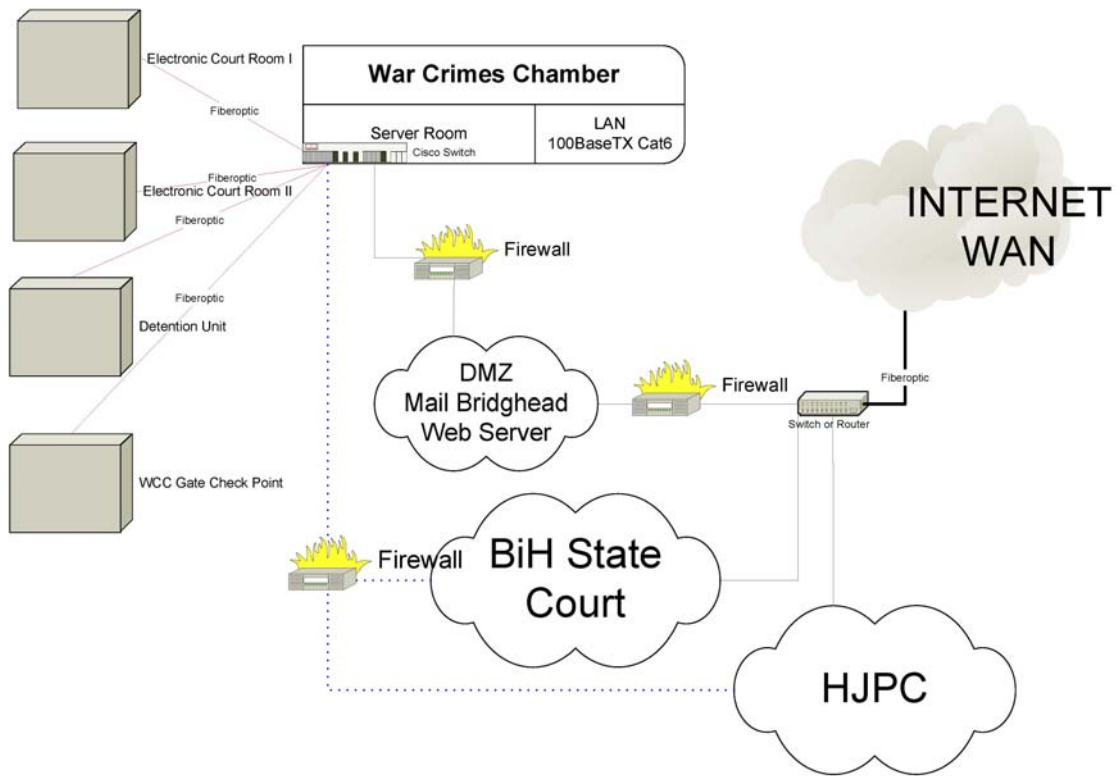 Electronic Court Room I
Fiberoptic
War Crimes Chamber
Server Room
Cisco Switch
LAN
100BaseTX Cat6
Fiberoptic
Electronic Court Room II
Fiberoptic
Fiberoptic
Detention Unit
WCC Gate Check Point
Firewall
INTERNET
WAN
Fiberoptic
DMZ
Mail Bridghead
Web Server
Firewall
Switch or Router
Firewall
BiH State
Court
HJPC